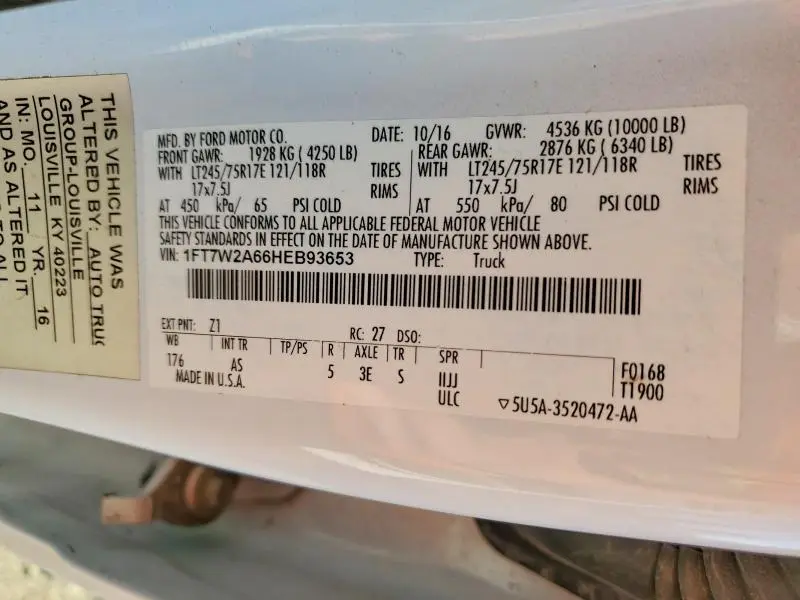 THIS VEHICLE WAS
ALTERED BY: AUTO TRUK
GROUP-LOUISVILLE
LOUISVILLE KY 40223
IN: MO. 11 YR. 16
AND AS ALTERED IT
TO ALL
MFD. BY FORD MOTOR CO. DATE: 10/16 GVWR: 4536 KG (10000 LB)
FRONT GAWR: 1928 KG ( 4250 LB) REAR GAWR: 2876 KG ( 6340 LB)
WITH LT245/75R17E 121/118R TIRES WITH LT245/75R17E 121/118R TIRES
17x7.5J RIMS 17x7.5J RIMS
AT 450 kPa/ 65 PSI COLD AT 550 kPa/ 80 PSI COLD
THIS VEHICLE CONFORMS TO ALL APPLICABLE FEDERAL MOTOR VEHICLE
SAFETY STANDARDS IN EFFECT ON THE DATE OF MANUFACTURE SHOWN ABOVE.
VIN: 1FT7W2A66HEB93653 TYPE: Truck
EXT PNT: Z1 RC: 27 DSO:
WB INT TR TP/PS R AXLE TR SPR
176 AS 5 3E S IIJJ F0168
MADE IN U.S.A. ULC T1900
5U5A-3520472-AA